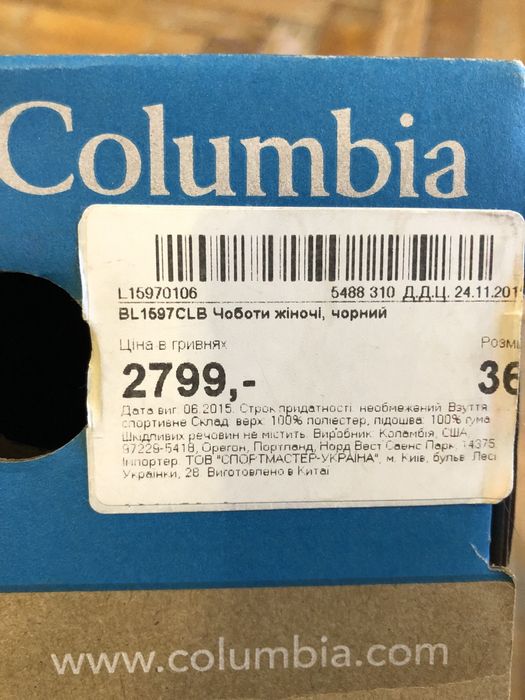 Columbia
L15970106 5488 310 Д.Д.Ц. 24.11.201
BL1597CLB Чоботи жіночі, чорний
Ціна в гривнях Розмі
2799,- 36
Дата виг. 06.2015. Строк придатності: необмежений. Взуття
спортивне Склад: верх: 100% поліестер, підошва: 100% гума
Шкідливих речовин не містить. Виробник: Коламбія, США,
97229-5418, Орегон, Портланд, Норд Вест Саенс Парк, 14375
Імпортер: ТОВ "СПОРТМАСТЕР-УКРАЇНА", м. Київ, бульв. Лесі
Українки, 28. Виготовлено в Китаї
www.columbia.com